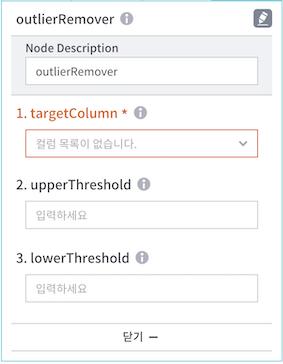 outlierRemover
Node Description
outlierRemover
1. targetColumn *
컬럼 목록이 없습니다.
2. upperThreshold
입력하세요
3. lowerThreshold
입력하세요
닫기 −